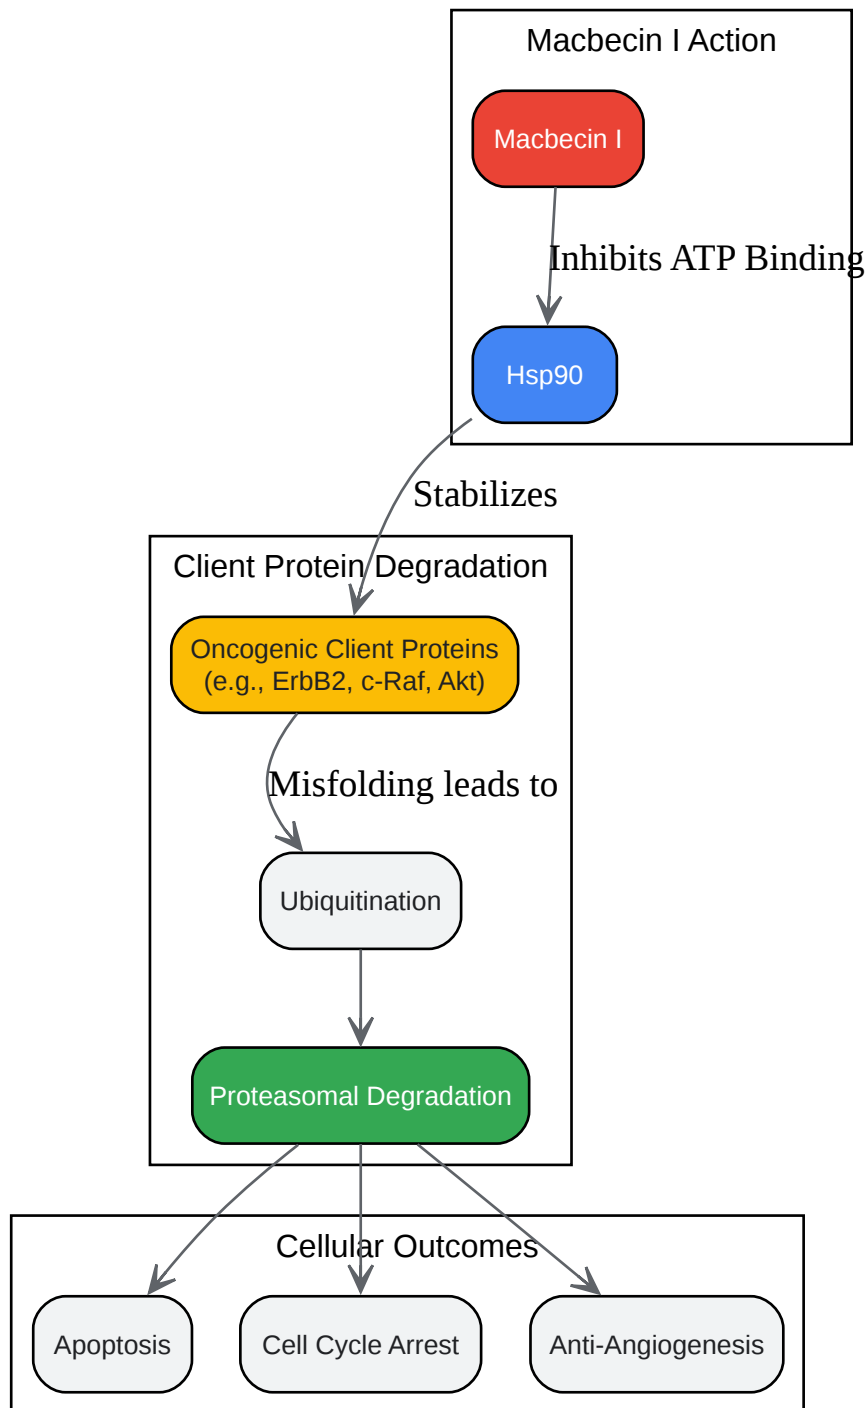 Macbecin I Action
Macbecin I
Inhibits ATP Binding
Hsp90
Stabilizes
Client Protein Degradation
Oncogenic Client Proteins
(e.g., ErbB2, c-Raf, Akt)
Misfolding leads to
Ubiquitination
Proteasomal Degradation
Cellular Outcomes
Apoptosis
Cell Cycle Arrest
Anti-Angiogenesis